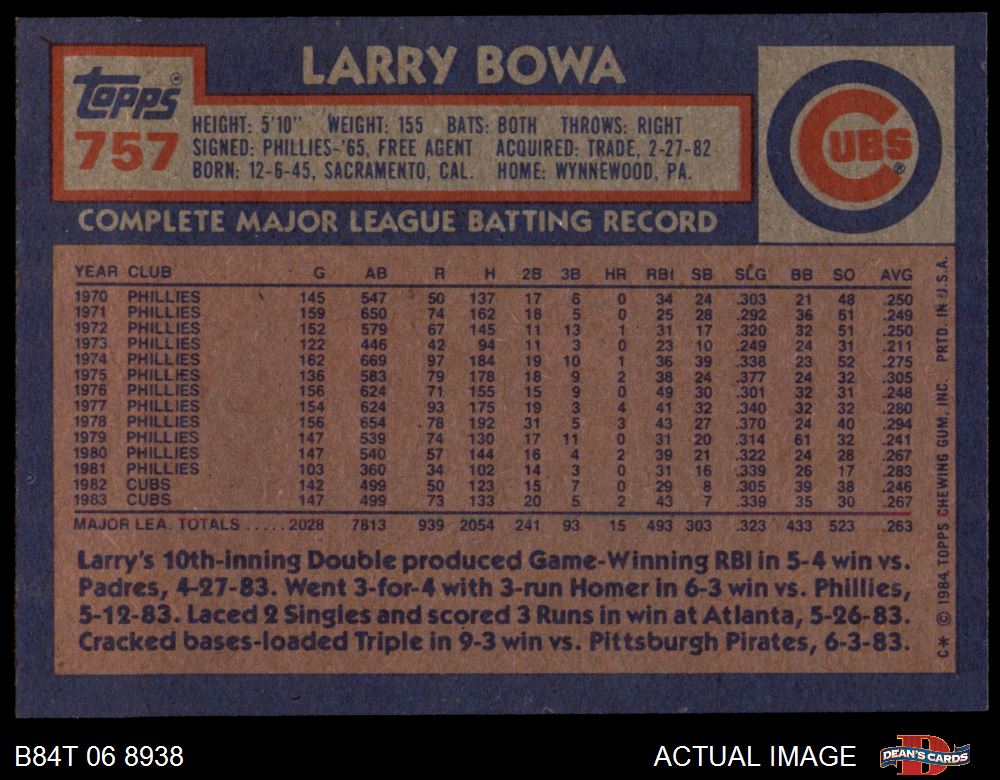 LARRY BOWA
topps®
757
HEIGHT: 5'10" WEIGHT: 155 BATS: BOTH THROWS: RIGHT
SIGNED: PHILLIES-'65, FREE AGENT ACQUIRED: TRADE, 2-27-82
BORN: 12-6-45, SACRAMENTO, CAL. HOME: WYNNEWOOD, PA.
CUBS®
COMPLETE MAJOR LEAGUE BATTING RECORD
YEAR CLUB G AB R H 2B 3B HR RBI SB SLG BB SO AVG
1970 PHILLIES 145 547 50 137 17 6 0 34 24 .303 21 48 .250
1971 PHILLIES 159 650 74 162 18 5 0 25 28 .292 36 61 .249
1972 PHILLIES 152 579 67 145 11 13 1 31 17 .320 32 51 .250
1973 PHILLIES 122 446 42 94 11 3 0 23 10 .249 24 31 .211
1974 PHILLIES 162 669 97 184 19 10 1 36 39 .338 23 52 .275
1975 PHILLIES 136 583 79 178 18 9 2 38 24 .377 24 32 .305
1976 PHILLIES 156 624 71 155 15 9 0 49 30 .301 32 31 .248
1977 PHILLIES 154 624 93 175 19 3 4 41 32 .340 32 32 .280
1978 PHILLIES 156 654 78 192 31 5 3 43 27 .370 24 40 .294
1979 PHILLIES 147 539 74 130 17 11 0 31 20 .314 61 32 .241
1980 PHILLIES 147 540 57 144 16 4 2 39 21 .322 24 28 .267
1981 PHILLIES 103 360 34 102 14 3 0 31 16 .339 26 17 .283
1982 CUBS 142 499 50 123 15 7 0 29 8 .305 39 38 .246
1983 CUBS 147 499 73 133 20 5 2 43 7 .339 35 30 .267
MAJOR LEA. TOTALS ..... 2028 7813 939 2054 241 93 15 493 303 .323 433 523 .263
Larry's 10th-inning Double produced Game-Winning RBI in 5-4 win vs.
Padres, 4-27-83. Went 3-for-4 with 3-run Homer in 6-3 win vs. Phillies,
5-12-83. Laced 2 Singles and scored 3 Runs in win at Atlanta, 5-26-83.
Cracked bases-loaded Triple in 9-3 win vs. Pittsburgh Pirates, 6-3-83.
C* © 1984 TOPPS CHEWING GUM, INC. PRTD. IN U.S.A.
B84T 06 8938
ACTUAL IMAGE
D
DEAN'S CARDS